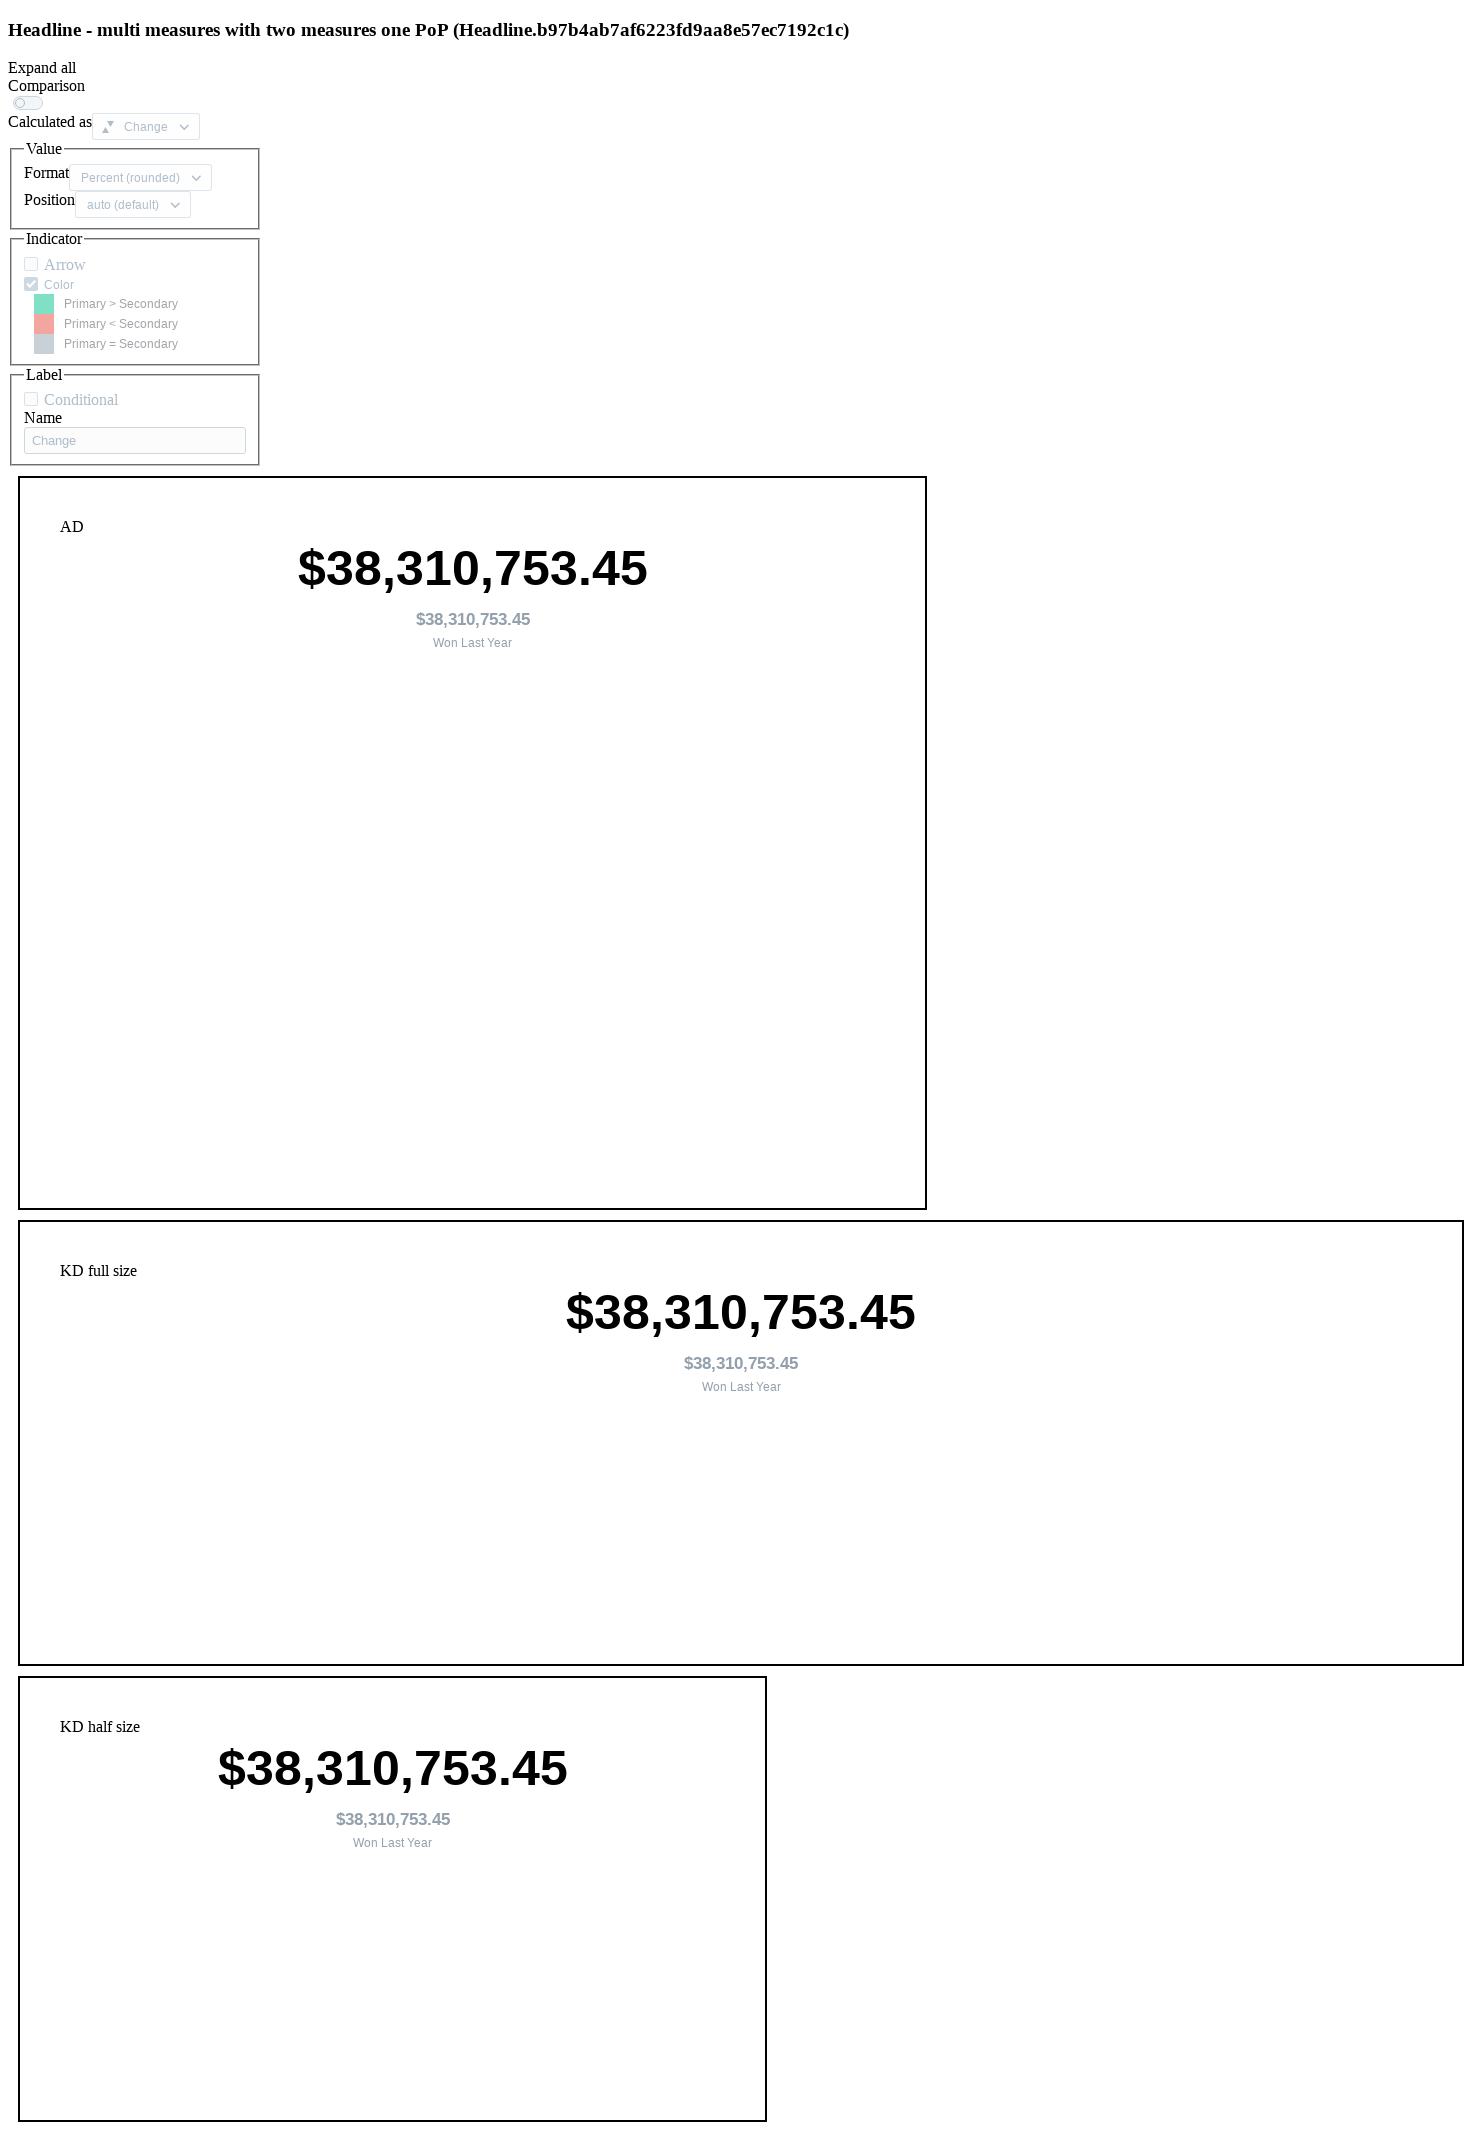 Headline - multi measures with two measures one PoP (Headline.b97b4ab7af6223fd9aa8e57ec7192c1c)
Expand all
Comparison
Calculated as Change
Value
Format Percent (rounded)
Position auto (default)
Indicator
Arrow
Color
Primary > Secondary
Primary < Secondary
Primary = Secondary
Label
Conditional
Name
Change
AD
$38,310,753.45
$38,310,753.45
Won Last Year
KD full size
$38,310,753.45
$38,310,753.45
Won Last Year
KD half size
$38,310,753.45
$38,310,753.45
Won Last Year